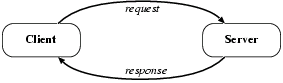 request
Client
Server
response